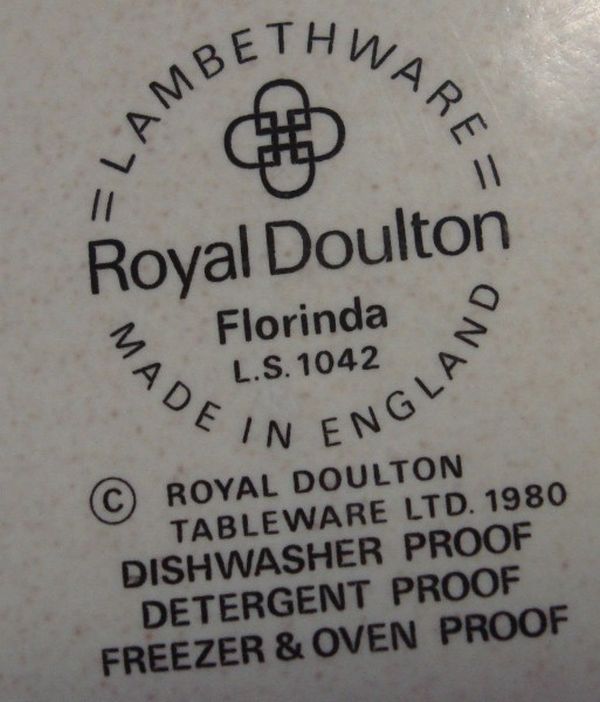 = LAMBETHWARE =
Royal Doulton
Florinda
L.S. 1042
MADE IN ENGLAND
© ROYAL DOULTON
TABLEWARE LTD. 1980
DISHWASHER PROOF
DETERGENT PROOF
FREEZER & OVEN PROOF